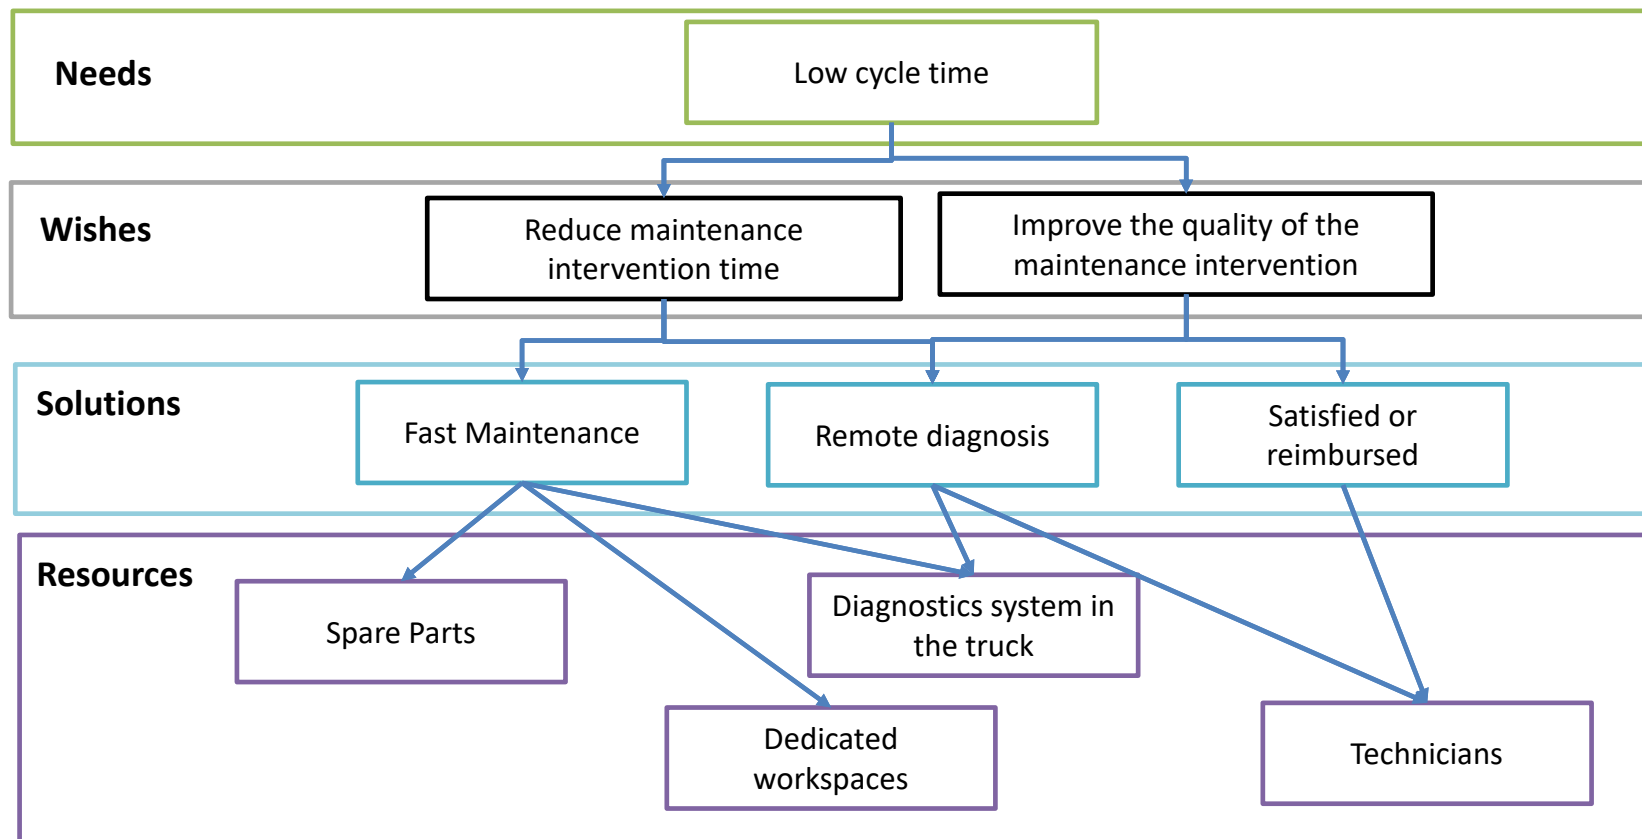 Needs
Low cycle time
Wishes
Reduce maintenance
intervention time
Improve the quality of the
maintenance intervention
Solutions
Fast Maintenance
Remote diagnosis
Satisfied or
reimbursed
Resources
Spare Parts
Diagnostics system in
the truck
Dedicated
workspaces
Technicians